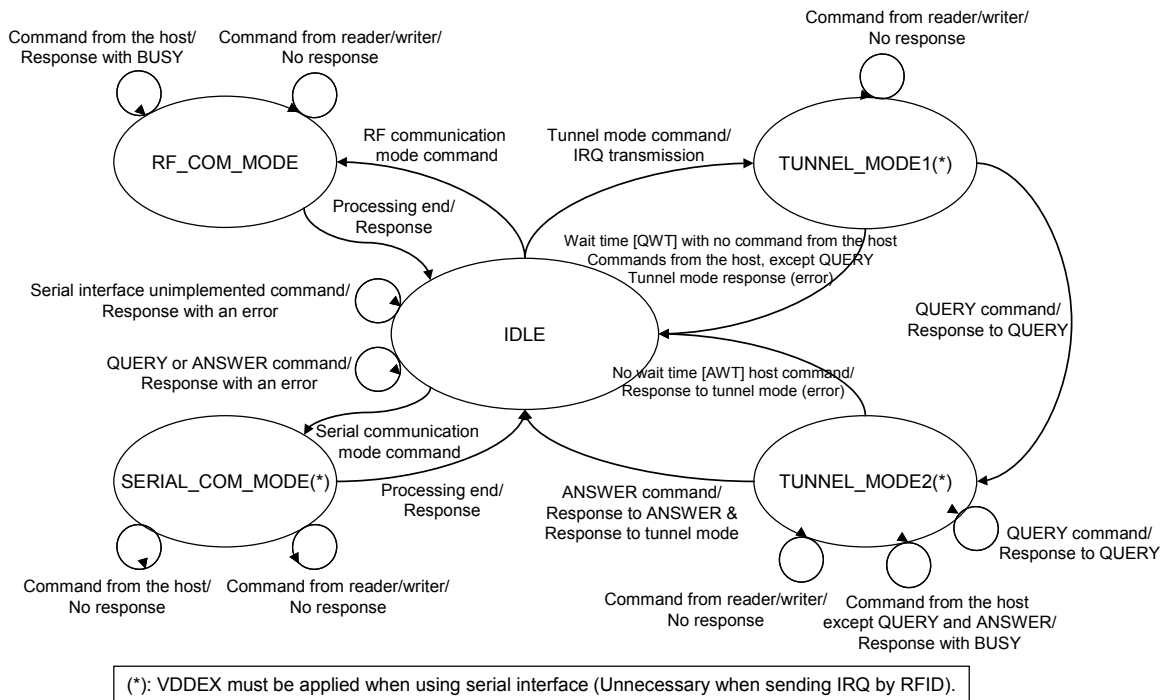 Command from the host/
Response with BUSY
Command from reader/writer/
No response
RF_COM_MODE
RF communication
mode command
Processing end/
Response
Tunnel mode command/
IRQ transmission
Command from reader/writer/
No response
TUNNEL_MODE1(*)
Wait time [QWT] with no command from the host
Commands from the host, except QUERY
Tunnel mode response (error)
Serial interface unimplemented command/
Response with an error
IDLE
QUERY command/
Response to QUERY
QUERY or ANSWER command/
Response with an error
No wait time [AWT] host command/
Response to tunnel mode (error)
Serial communication
mode command
SERIAL_COM_MODE(*)
Processing end/
Response
ANSWER command/
Response to ANSWER &
Response to tunnel mode
TUNNEL_MODE2(*)
QUERY command/
Response to QUERY
Command from the host/
No response
Command from reader/writer/
No response
Command from reader/writer/
No response
Command from the host
except QUERY and ANSWER/
Response with BUSY
(*): VDDEX must be applied when using serial interface (Unnecessary when sending IRQ by RFID).